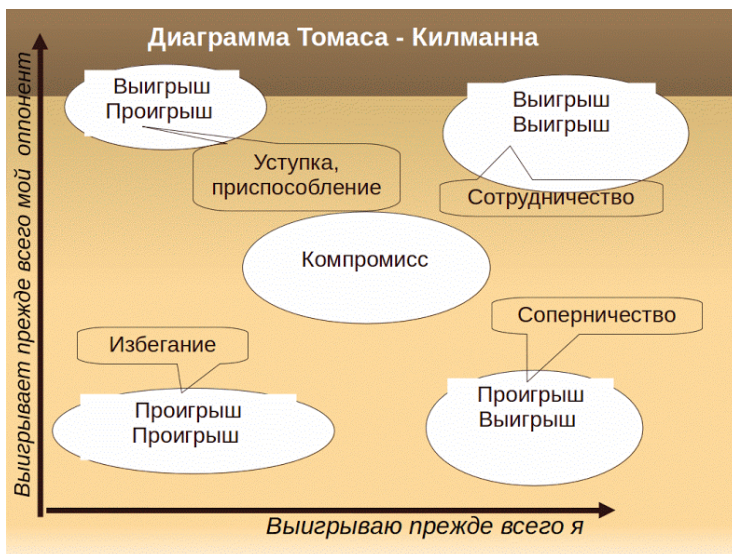 Диаграмма Томаса - Килманна
Выигрывает прежде всего мой оппонент
Выигрыш
Проигрыш
Выигрыш
Выигрыш
Уступка,
приспособление
Сотрудничество
Компромисс
Соперничество
Избегание
Проигрыш
Выигрыш
Проигрыш
Проигрыш
Выигрываю прежде всего я